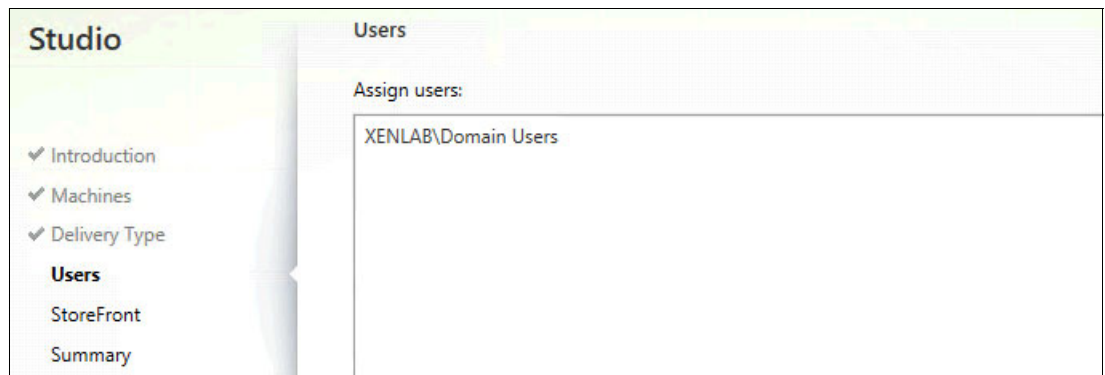 Studio
Introduction
Machines
Delivery Type
Users
StoreFront
Summary
Users
Assign users:
XENLAB\Domain Users